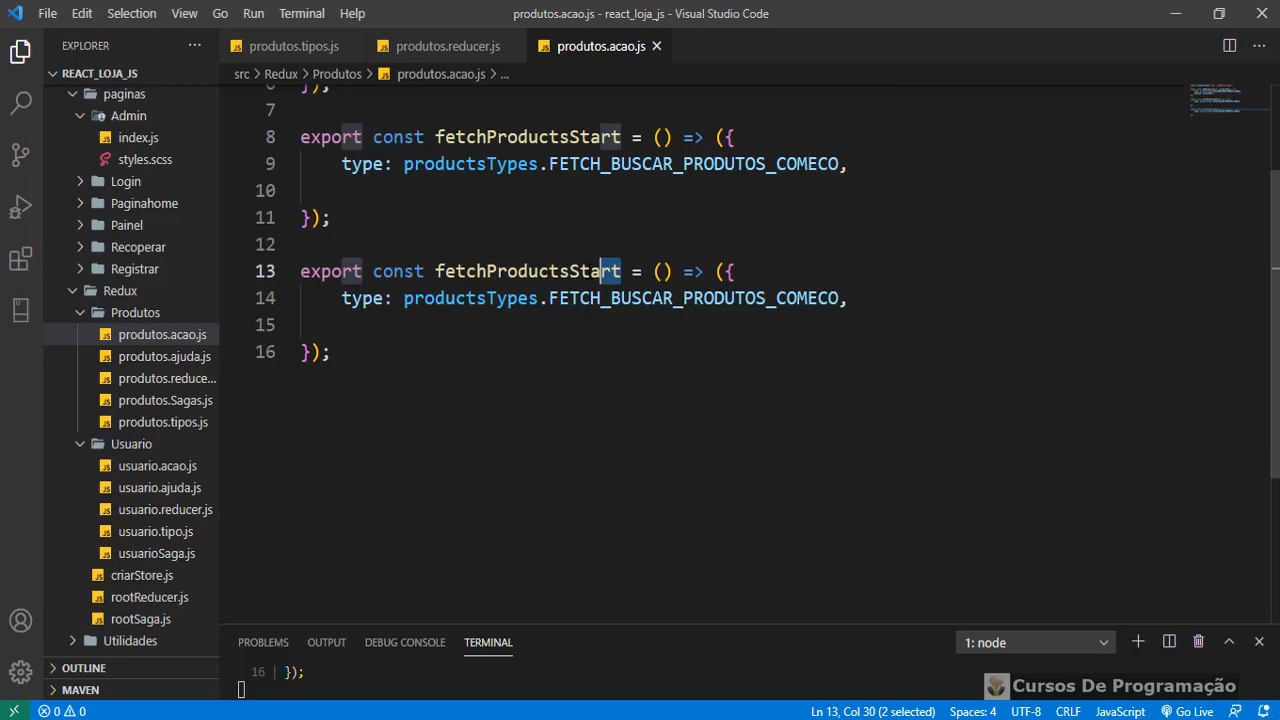 File Edit Selection View Go Run Terminal Help produtos.acao.js - react_loja_js - Visual Studio Code
EXPLORER ··· produtos.tipos.js produtos.reducer.js produtos.acao.js
REACT_LOJA_JS
src > Redux > Produtos > produtos.acao.js > ...
paginas
Admin
index.js
styles.scss
Login
Paginahome
Painel
Recoperar
Registrar
Redux
Produtos
produtos.acao.js
produtos.ajuda.js
produtos.reduce...
produtos.Sagas.js
produtos.tipos.js
Usuario
usuario.acao.js
usuario.ajuda.js
usuario.reducer.js
usuario.tipo.js
usuarioSaga.js
criarStore.js
rootReducer.js
rootSaga.js
Utilidades
OUTLINE
MAVEN
6 });
7
8 export const fetchProductsStart = () => ({
9 type: productsTypes.FETCH_BUSCAR_PRODUTOS_COMECO,
10
11 });
12
13 export const fetchProductsStart = () => ({
14 type: productsTypes.FETCH_BUSCAR_PRODUTOS_COMECO,
15
16 });
PROBLEMS OUTPUT DEBUG CONSOLE TERMINAL 1: node
16 | });
Cursos De Programação
0 0 Ln 13, Col 30 (2 selected) Spaces: 4 UTF-8 CRLF JavaScript Go Live